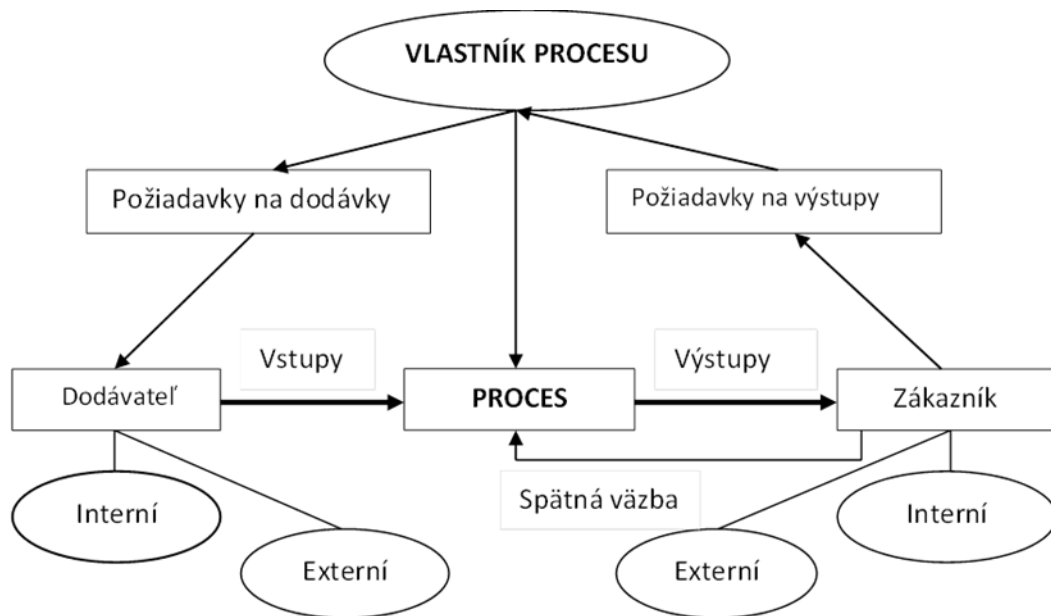 VLASTNÍK PROCESU
Požiadavky na dodávky
Požiadavky na výstupy
Vstupy
Výstupy
Dodávateľ
PROCES
Zákazník
Interní
Spätná väzba
Interní
Externí
Externí